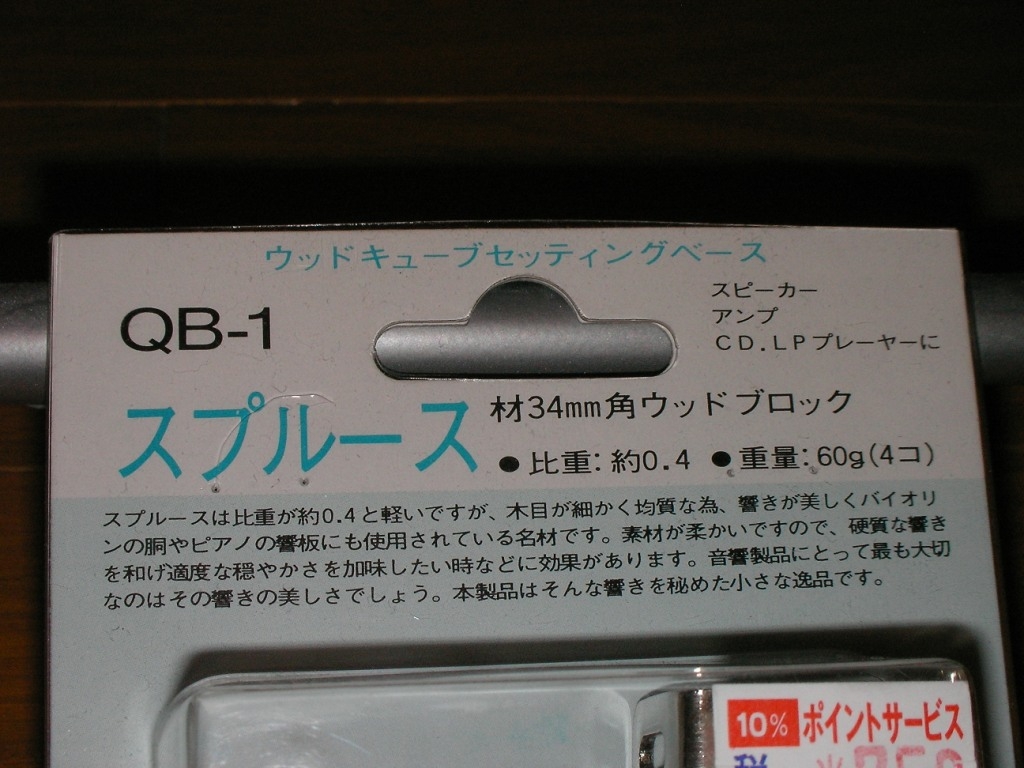 ウッドキューブセッティングベース
QB-1
スピーカー
アンプ
CD.LPプレーヤーに
スプルース材34mm角ウッドブロック
●比重:約0.4 ●重量:60g(4コ)
スプルースは比重が約0.4と軽いですが、木目が細かく均質な為、響きが美しくバイオリ
ンの胴やピアノの響板にも使用されている名材です。素材が柔かいですので、硬質な響き
を和げ適度な穏やかさを加味したい時などに効果があります。音響製品にとって最も大切
なのはその響きの美しさでしょう。本製品はそんな響きを秘めた小さな逸品です。
10%ポイントサービス